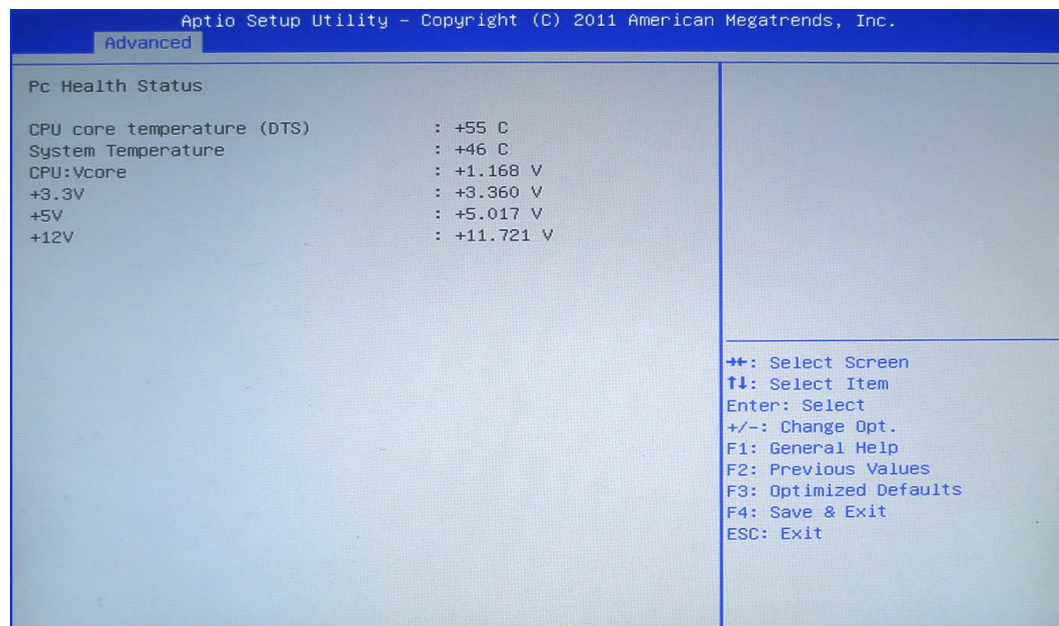 Aptio Setup Utility – Copyright (C) 2011 American Megatrends, Inc.
Advanced
Pc Health Status
CPU core temperature (DTS) : +55 C
System Temperature : +46 C
CPU:Vcore : +1.168 V
+3.3V : +3.360 V
+5V : +5.017 V
+12V : +11.721 V
→←: Select Screen
↑↓: Select Item
Enter: Select
+/-: Change Opt.
F1: General Help
F2: Previous Values
F3: Optimized Defaults
F4: Save & Exit
ESC: Exit